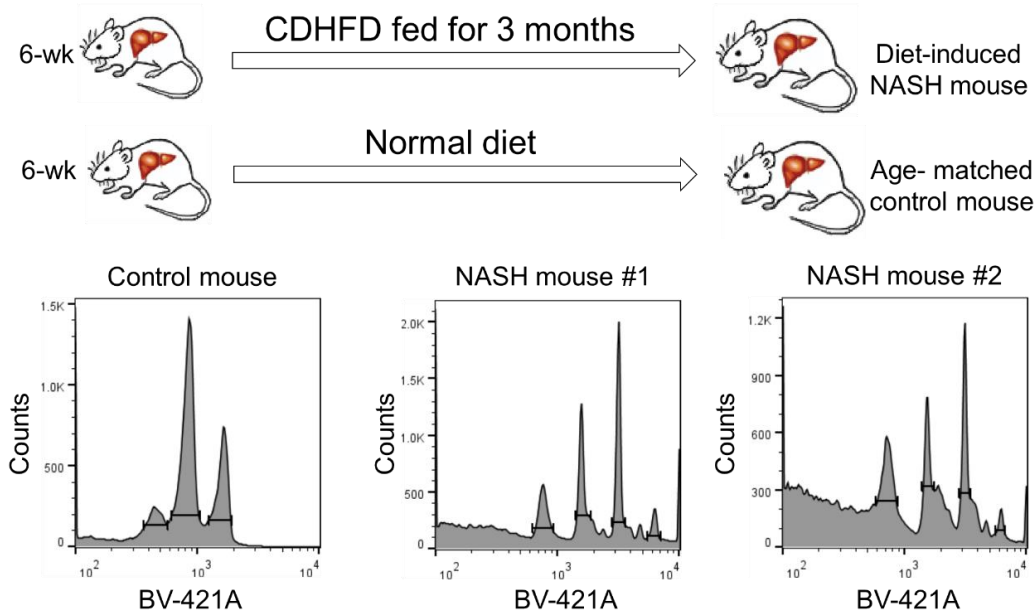 CDHFD fed for 3 months
6-wk
Diet-induced
NASH mouse
Normal diet
6-wk
Age- matched
control mouse
Control mouse
NASH mouse #1
NASH mouse #2
Counts
1.5K
1.0K
500
0
10²
10³
10⁴
BV-421A
Counts
2.0K
1.5K
1.0K
500
0
10²
10³
10⁴
BV-421A
Counts
1.2K
900
600
300
0
10²
10³
10⁴
BV-421A